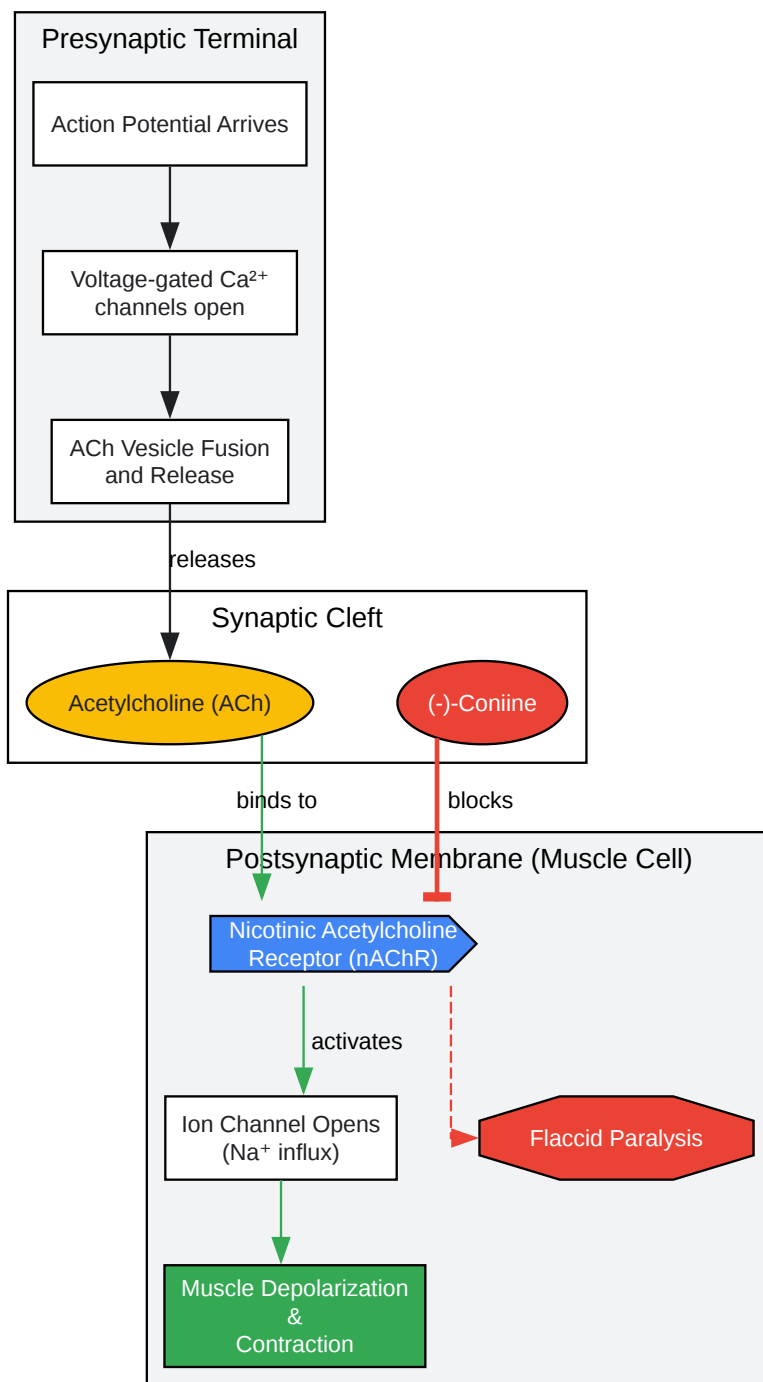 Presynaptic Terminal
Action Potential Arrives
Voltage-gated Ca²⁺
channels open
ACh Vesicle Fusion
and Release
releases
Synaptic Cleft
Acetylcholine (ACh)
(-)-Coniine
binds to
blocks
Postsynaptic Membrane (Muscle Cell)
Nicotinic Acetylcholine
Receptor (nAChR)
activates
Ion Channel Opens
(Na⁺ influx)
Flaccid Paralysis
Muscle Depolarization
&
Contraction